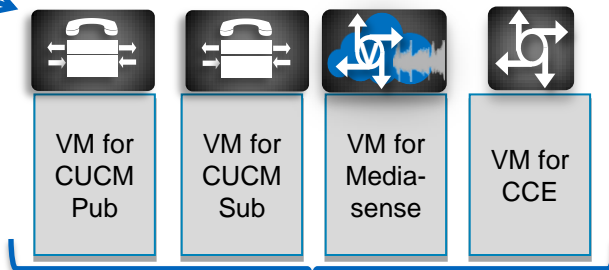 VM for
CUCM
Pub
VM for
CUCM
Sub
VM for
Media-
sense
VM for
CCE